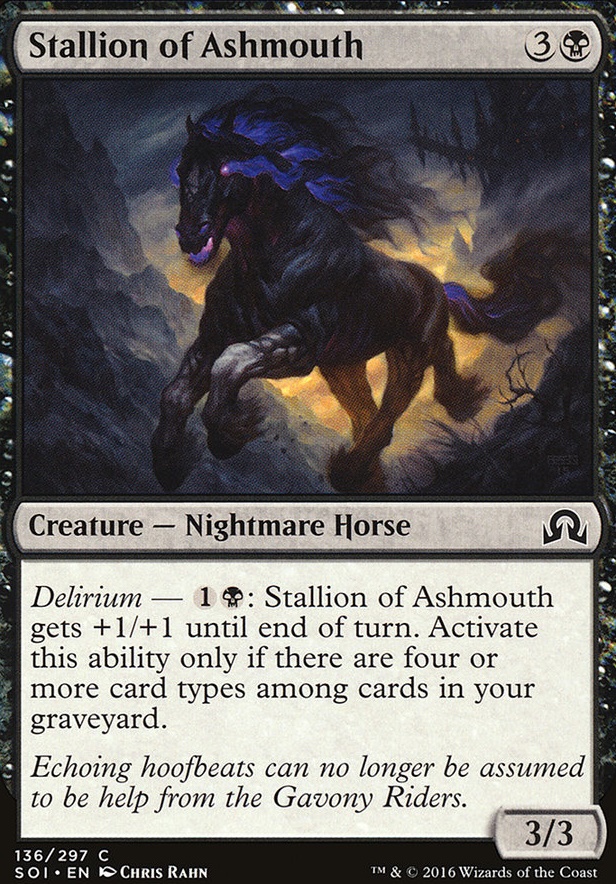 Stallion of Ashmouth 3
Creature — Nightmare Horse
Delirium — 1 : Stallion of Ashmouth
gets +1/+1 until end of turn. Activate
this ability only if there are four or
more card types among cards in your
graveyard.
Echoing hoofbeats can no longer be assumed
to be help from the Gavony Riders.
3/3
136/297 C
SOI • EN Chris Rahn
™ & © 2016 Wizards of the Coast